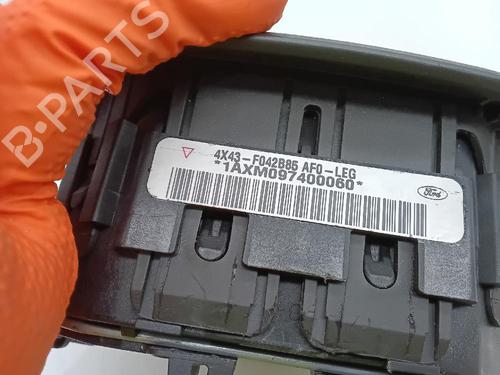 B-PARTS
4X43-F042B85 AF0-LEG
*1AXM097400060*
Ford